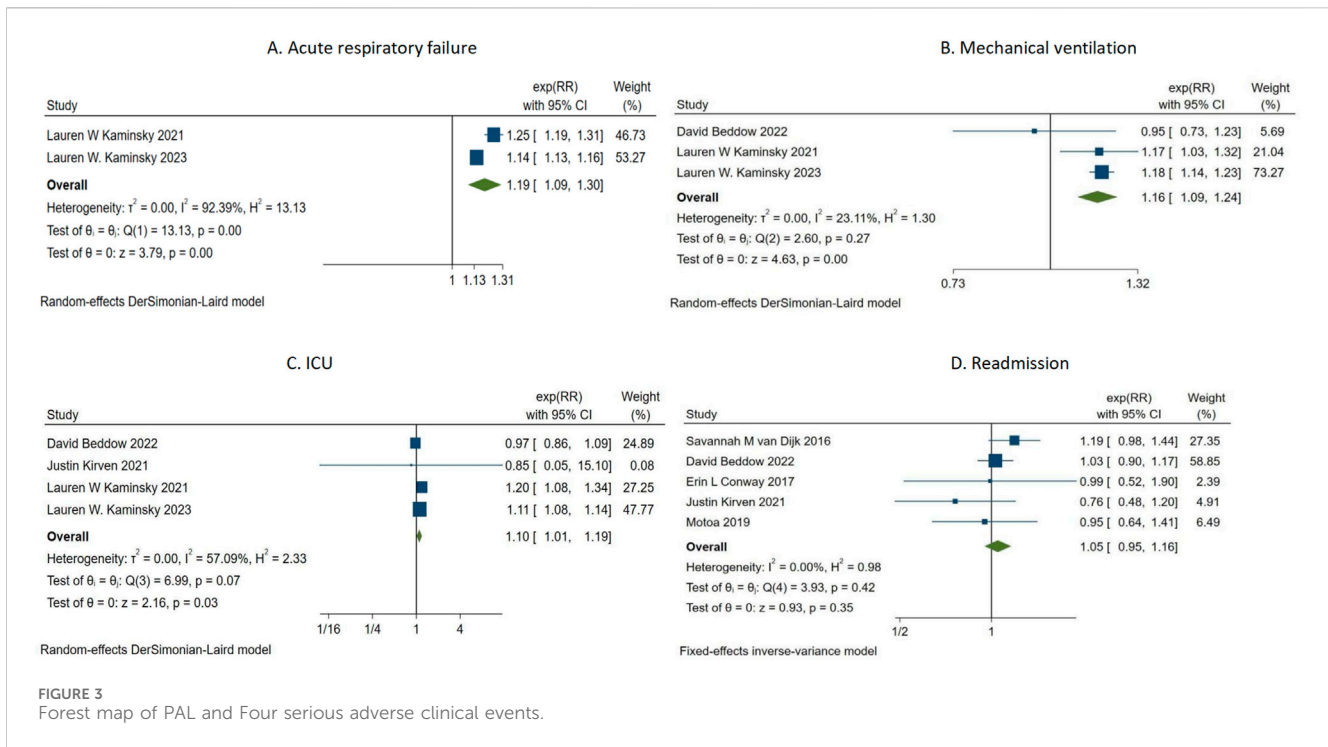 A. Acute respiratory failure
exp(RR) Weight
Study with 95% CI (%)
Lauren W Kaminsky 2021 1.25 [ 1.19, 1.31] 46.73
Lauren W. Kaminsky 2023 1.14 [ 1.13, 1.16] 53.27
Overall 1.19 [ 1.09, 1.30]
Heterogeneity: τ² = 0.00, I² = 92.39%, H² = 13.13
Test of θᵢ = θⱼ: Q(1) = 13.13, p = 0.00
Test of θ = 0: z = 3.79, p = 0.00
1 1.13 1.31
Random-effects DerSimonian-Laird model
B. Mechanical ventilation
exp(RR) Weight
Study with 95% CI (%)
David Beddow 2022 0.95 [ 0.73, 1.23] 5.69
Lauren W Kaminsky 2021 1.17 [ 1.03, 1.32] 21.04
Lauren W. Kaminsky 2023 1.18 [ 1.14, 1.23] 73.27
Overall 1.16 [ 1.09, 1.24]
Heterogeneity: τ² = 0.00, I² = 23.11%, H² = 1.30
Test of θᵢ = θⱼ: Q(2) = 2.60, p = 0.27
Test of θ = 0: z = 4.63, p = 0.00
0.73 1.32
Random-effects DerSimonian-Laird model
C. ICU
exp(RR) Weight
Study with 95% CI (%)
David Beddow 2022 0.97 [ 0.86, 1.09] 24.89
Justin Kirven 2021 0.85 [ 0.05, 15.10] 0.08
Lauren W Kaminsky 2021 1.20 [ 1.08, 1.34] 27.25
Lauren W. Kaminsky 2023 1.11 [ 1.08, 1.14] 47.77
Overall 1.10 [ 1.01, 1.19]
Heterogeneity: τ² = 0.00, I² = 57.09%, H² = 2.33
Test of θᵢ = θⱼ: Q(3) = 6.99, p = 0.07
Test of θ = 0: z = 2.16, p = 0.03
1/16 1/4 1 4
Random-effects DerSimonian-Laird model
D. Readmission
exp(RR) Weight
Study with 95% CI (%)
Savannah M van Dijk 2016 1.19 [ 0.98, 1.44] 27.35
David Beddow 2022 1.03 [ 0.90, 1.17] 58.85
Erin L Conway 2017 0.99 [ 0.52, 1.90] 2.39
Justin Kirven 2021 0.76 [ 0.48, 1.20] 4.91
Motoa 2019 0.95 [ 0.64, 1.41] 6.49
Overall 1.05 [ 0.95, 1.16]
Heterogeneity: I² = 0.00%, H² = 0.98
Test of θᵢ = θⱼ: Q(4) = 3.93, p = 0.42
Test of θ = 0: z = 0.93, p = 0.35
1/2 1
Fixed-effects inverse-variance model
FIGURE 3
Forest map of PAL and Four serious adverse clinical events.